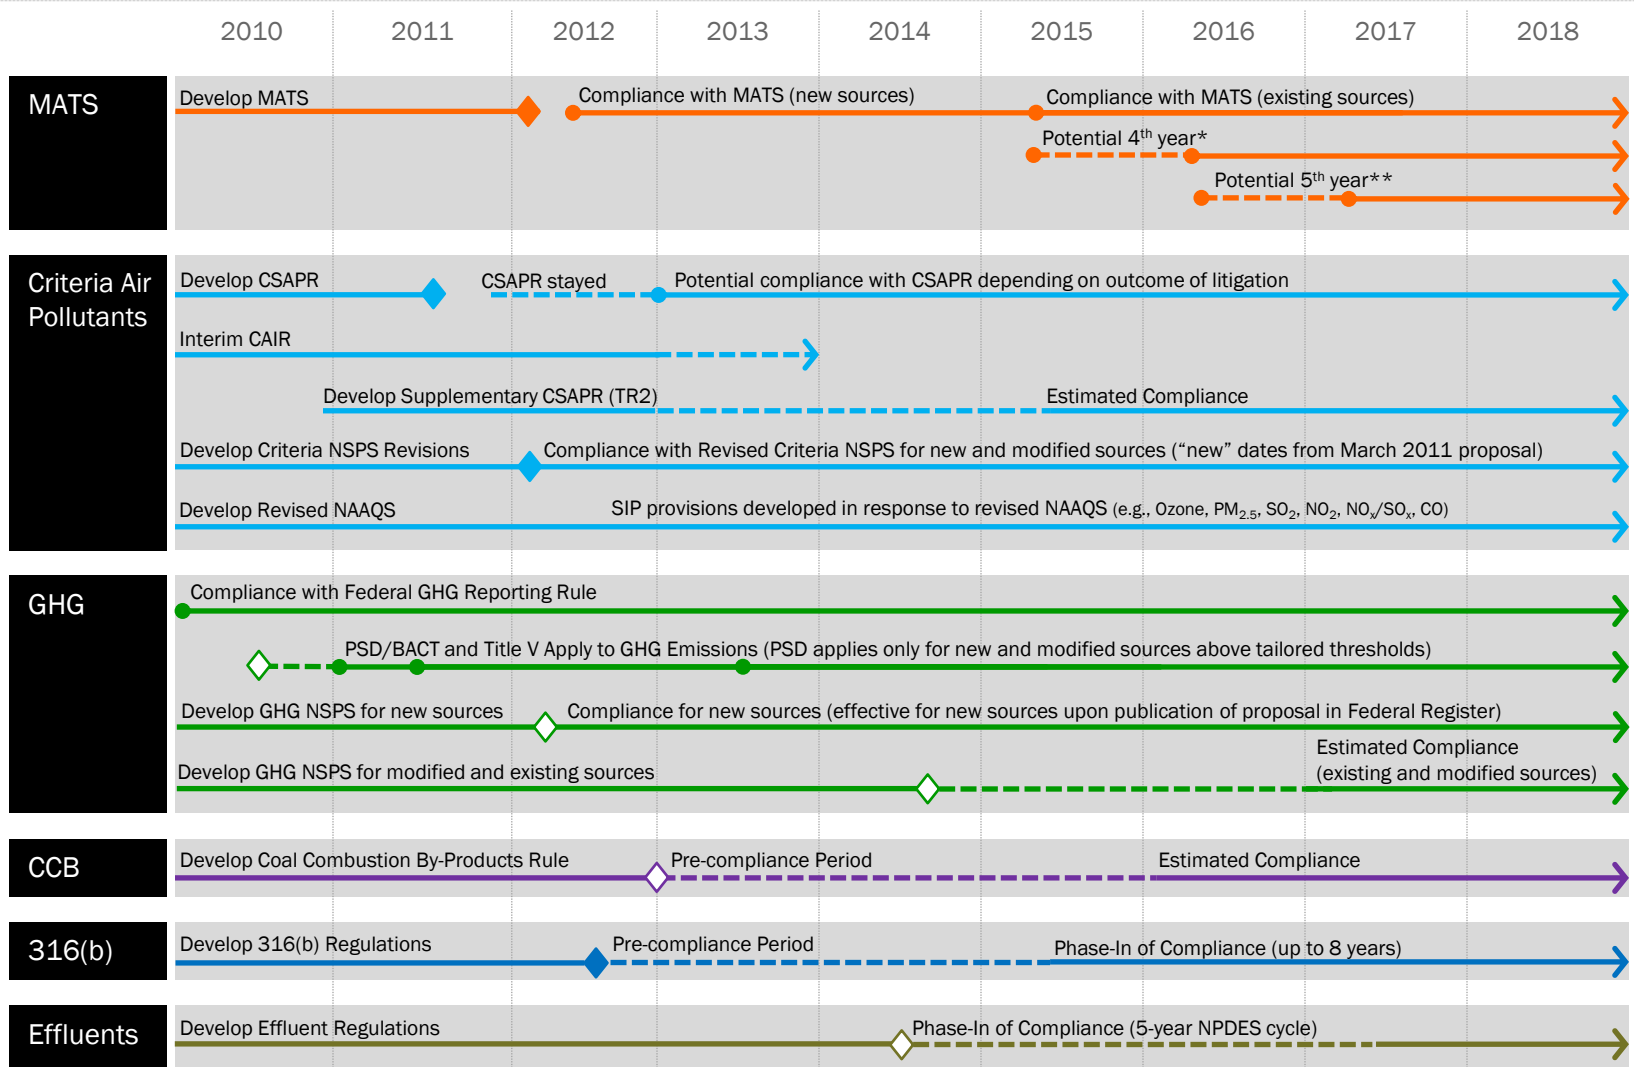 2010 2011 2012 2013 2014 2015 2016 2017 2018
MATS
Develop MATS
Compliance with MATS (new sources)
Compliance with MATS (existing sources)
Potential 4th year*
Potential 5th year**
Criteria Air
Pollutants
Develop CSAPR
CSAPR stayed
Potential compliance with CSAPR depending on outcome of litigation
Interim CAIR
Develop Supplementary CSAPR (TR2)
Estimated Compliance
Develop Criteria NSPS Revisions
Compliance with Revised Criteria NSPS for new and modified sources (“new” dates from March 2011 proposal)
Develop Revised NAAQS
SIP provisions developed in response to revised NAAQS (e.g., Ozone, PM2.5, SO2, NO2, NOx/SOx, CO)
GHG
Compliance with Federal GHG Reporting Rule
PSD/BACT and Title V Apply to GHG Emissions (PSD applies only for new and modified sources above tailored thresholds)
Develop GHG NSPS for new sources
Compliance for new sources (effective for new sources upon publication of proposal in Federal Register)
Develop GHG NSPS for modified and existing sources
Estimated Compliance
(existing and modified sources)
CCB
Develop Coal Combustion By-Products Rule
Pre-compliance Period
Estimated Compliance
316(b)
Develop 316(b) Regulations
Pre-compliance Period
Phase-In of Compliance (up to 8 years)
Effluents
Develop Effluent Regulations
Phase-In of Compliance (5-year NPDES cycle)